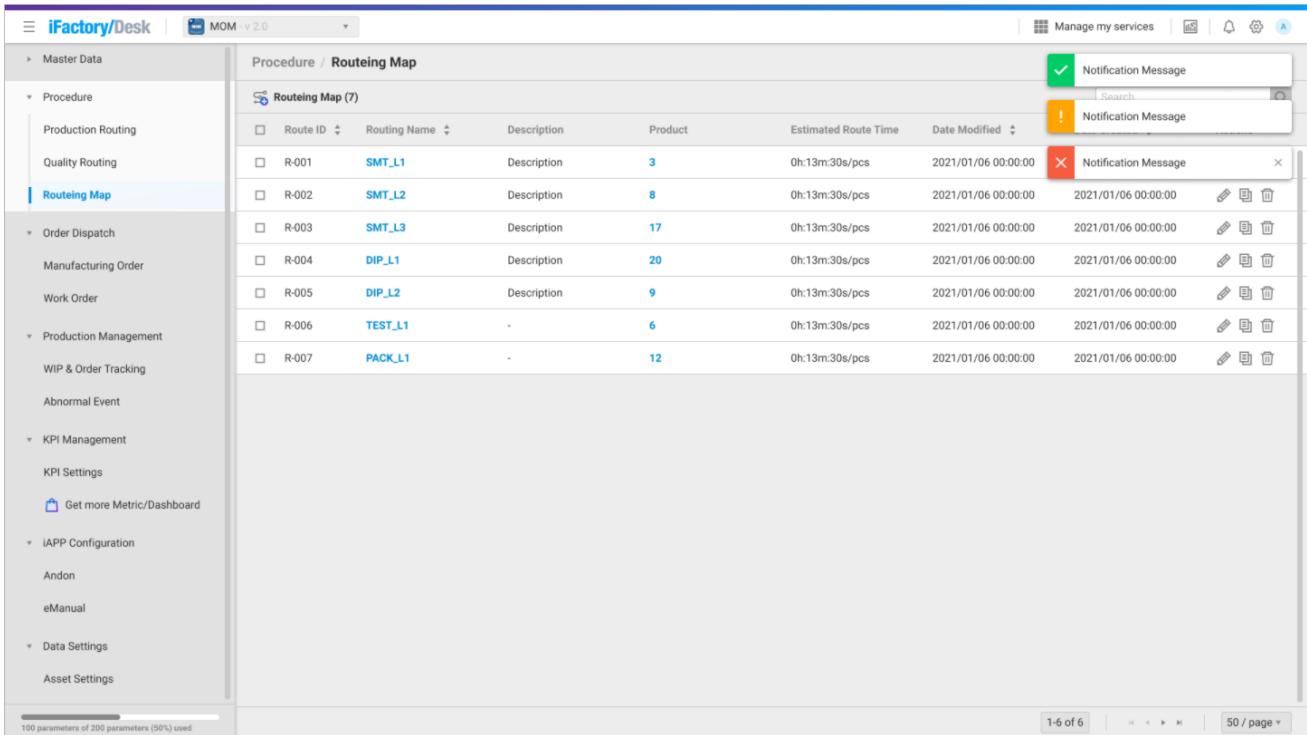 iFactory/Desk
MOM - v 2.0
Manage my services
A
Master Data
Procedure
Production Routing
Quality Routing
Routeing Map
Order Dispatch
Manufacturing Order
Work Order
Production Management
WIP & Order Tracking
Abnormal Event
KPI Management
KPI Settings
Get more Metric/Dashboard
iAPP Configuration
Andon
eManual
Data Settings
Asset Settings
100 parameters of 200 parameters (50%) used
Procedure / Routeing Map
Routeing Map (7)
Search
Notification Message
Notification Message
Notification Message
Route ID Routing Name Description Product Estimated Route Time Date Modified
R-001 SMT_L1 Description 3 0h:13m:30s/pcs 2021/01/06 00:00:00
R-002 SMT_L2 Description 8 0h:13m:30s/pcs 2021/01/06 00:00:00 2021/01/06 00:00:00
R-003 SMT_L3 Description 17 0h:13m:30s/pcs 2021/01/06 00:00:00 2021/01/06 00:00:00
R-004 DIP_L1 Description 20 0h:13m:30s/pcs 2021/01/06 00:00:00 2021/01/06 00:00:00
R-005 DIP_L2 Description 9 0h:13m:30s/pcs 2021/01/06 00:00:00 2021/01/06 00:00:00
R-006 TEST_L1 - 6 0h:13m:30s/pcs 2021/01/06 00:00:00 2021/01/06 00:00:00
R-007 PACK_L1 - 12 0h:13m:30s/pcs 2021/01/06 00:00:00 2021/01/06 00:00:00
1-6 of 6
50 / page